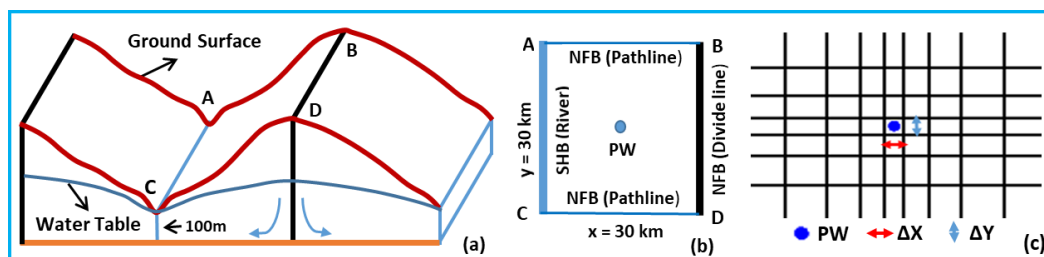 Ground Surface
B
A
D
C
Water Table
100m
(a)
A
B
NFB (Pathline)
y = 30 km
SHB (River)
PW
NFB (Divide line)
NFB (Pathline)
C
D
x = 30 km
(b)
PW
ΔX
ΔY
(c)